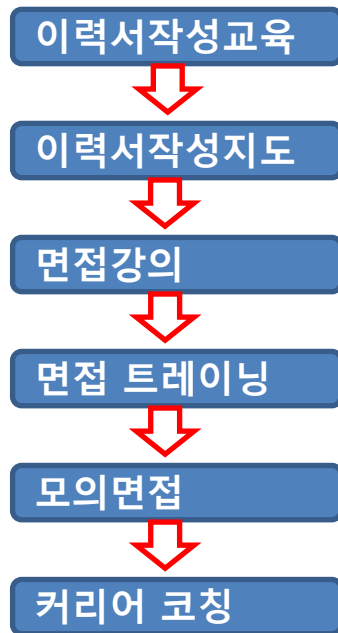 이력서작성교육
이력서작성지도
면접강의
면접 트레이닝
모의면접
커리어 코칭